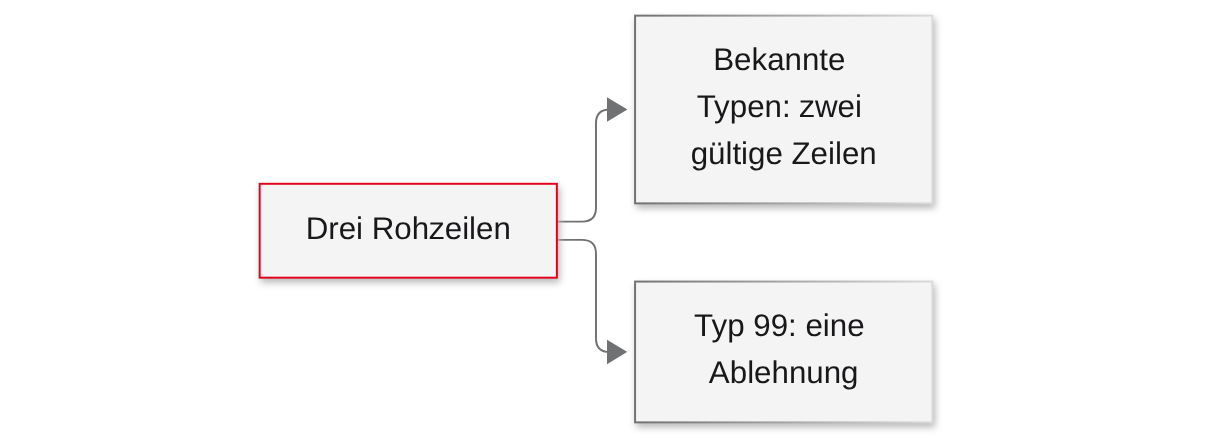 Drei Rohzeilen
Bekannte
Typen: zwei
gültige Zeilen
Typ 99: eine
Ablehnung